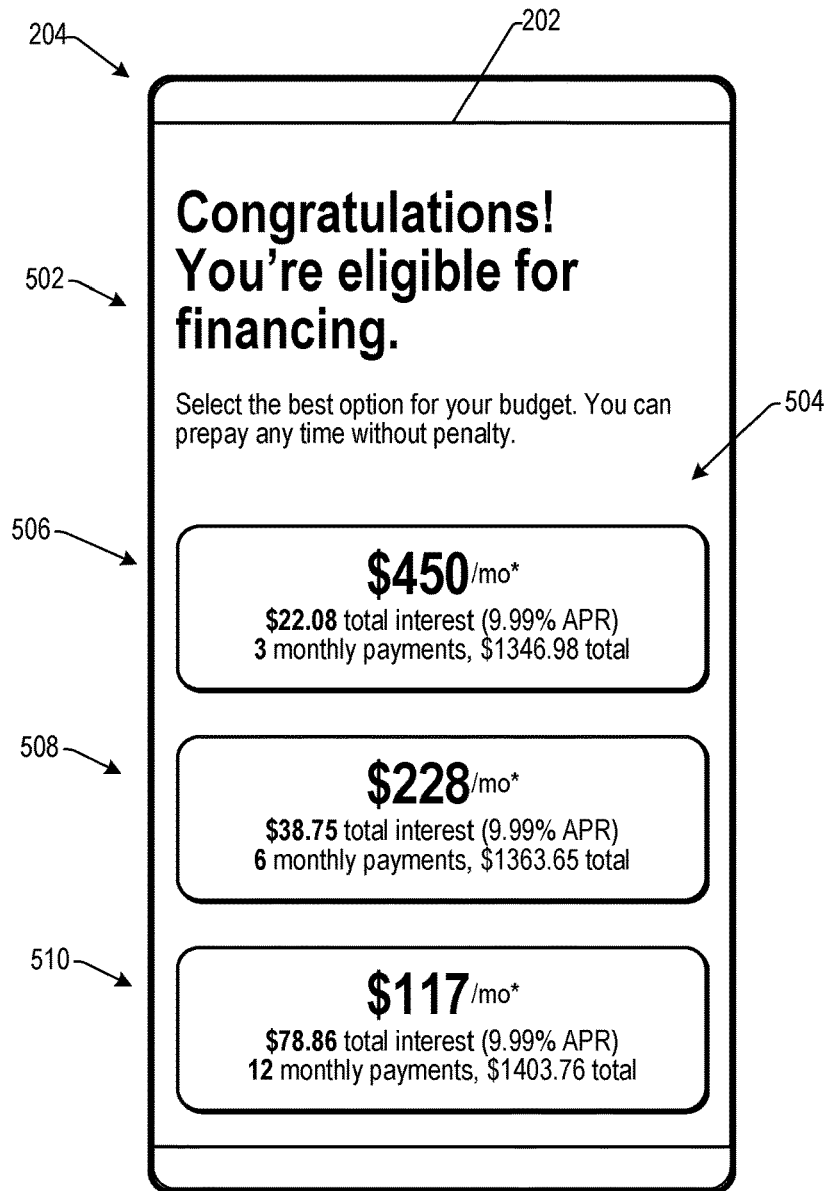 202
204
Congratulations!
You’re eligible for
502
financing.
Select the best option for your budget. You can
504
prepay any time without penalty.
506
$450/mo*
$22.08 total interest (9.99% APR)
3 monthly payments, $1346.98 total
508
$228/mo*
$38.75 total interest (9.99% APR)
6 monthly payments, $1363.65 total
510
$117/mo*
$78.86 total interest (9.99% APR)
12 monthly payments, $1403.76 total